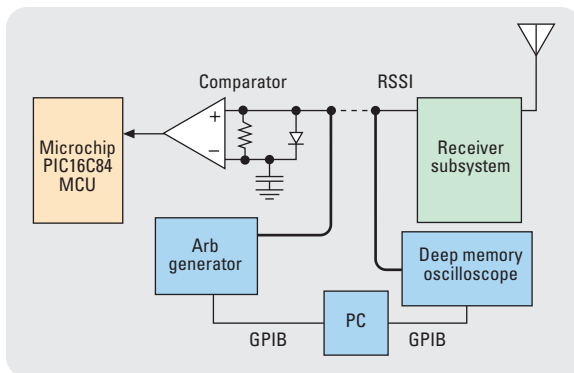 Comparator
RSSI
+
−
Microchip
PIC16C84
MCU
Receiver
subsystem
Arb
generator
Deep memory
oscilloscope
PC
GPIB
GPIB